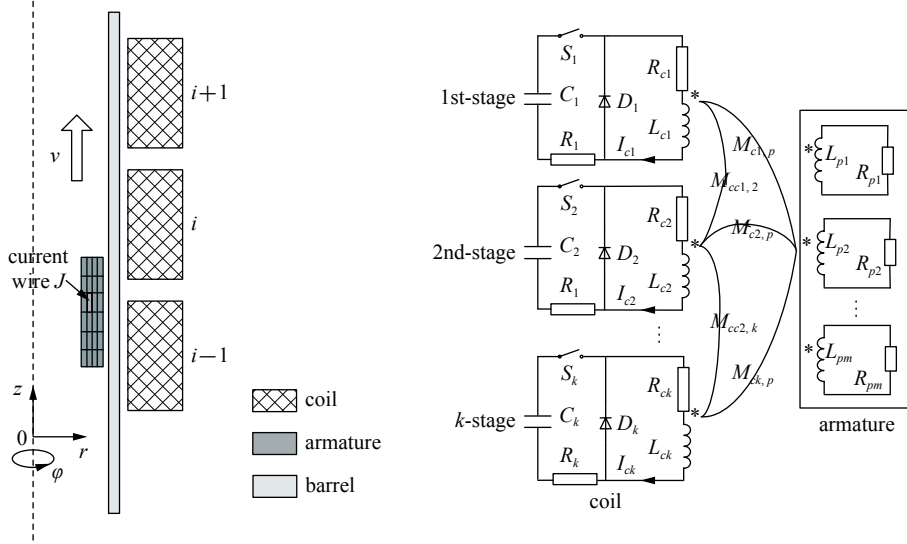 i+1
v
i
current
wire J
i−1
z
0
r
φ
coil
armature
barrel
1st-stage
S1
C1
D1
R1
Rc1
*
Lc1
Ic1
Mc1, p
Mcc1, 2
2nd-stage
S2
C2
D2
R1
Rc2
*
Lc2
Ic2
Mc2, p
Mcc2, k
⋮
k-stage
Sk
Ck
Dk
Rk
Rck
*
Lck
Ick
Mck, p
coil
*
Lp1
Rp1
*
Lp2
Rp2
⋮
*
Lpm
Rpm
armature